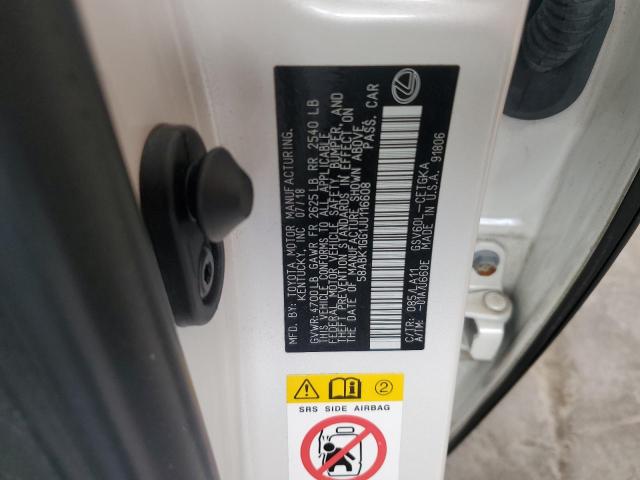 MFD. BY: TOYOTA MOTOR MANUFACTURING,
KENTUCKY, INC. 07/18
GVWR: 4700LB GAWR FR 2625 LB RR 2540 LB
THIS VEHICLE CONFORMS TO ALL APPLICABLE
FEDERAL MOTOR VEHICLE SAFETY, BUMPER, AND
THEFT PREVENTION STANDARDS IN EFFECT ON
THE DATE OF MANUFACTURE SHOWN ABOVE.
58ABK1GG1JU116608 PASS. CAR
C/TR: 085/LA11 GSV60L-CETGKA
A/TM: -01A/U660E MADE IN U.S.A. 91806
2
SRS SIDE AIRBAG